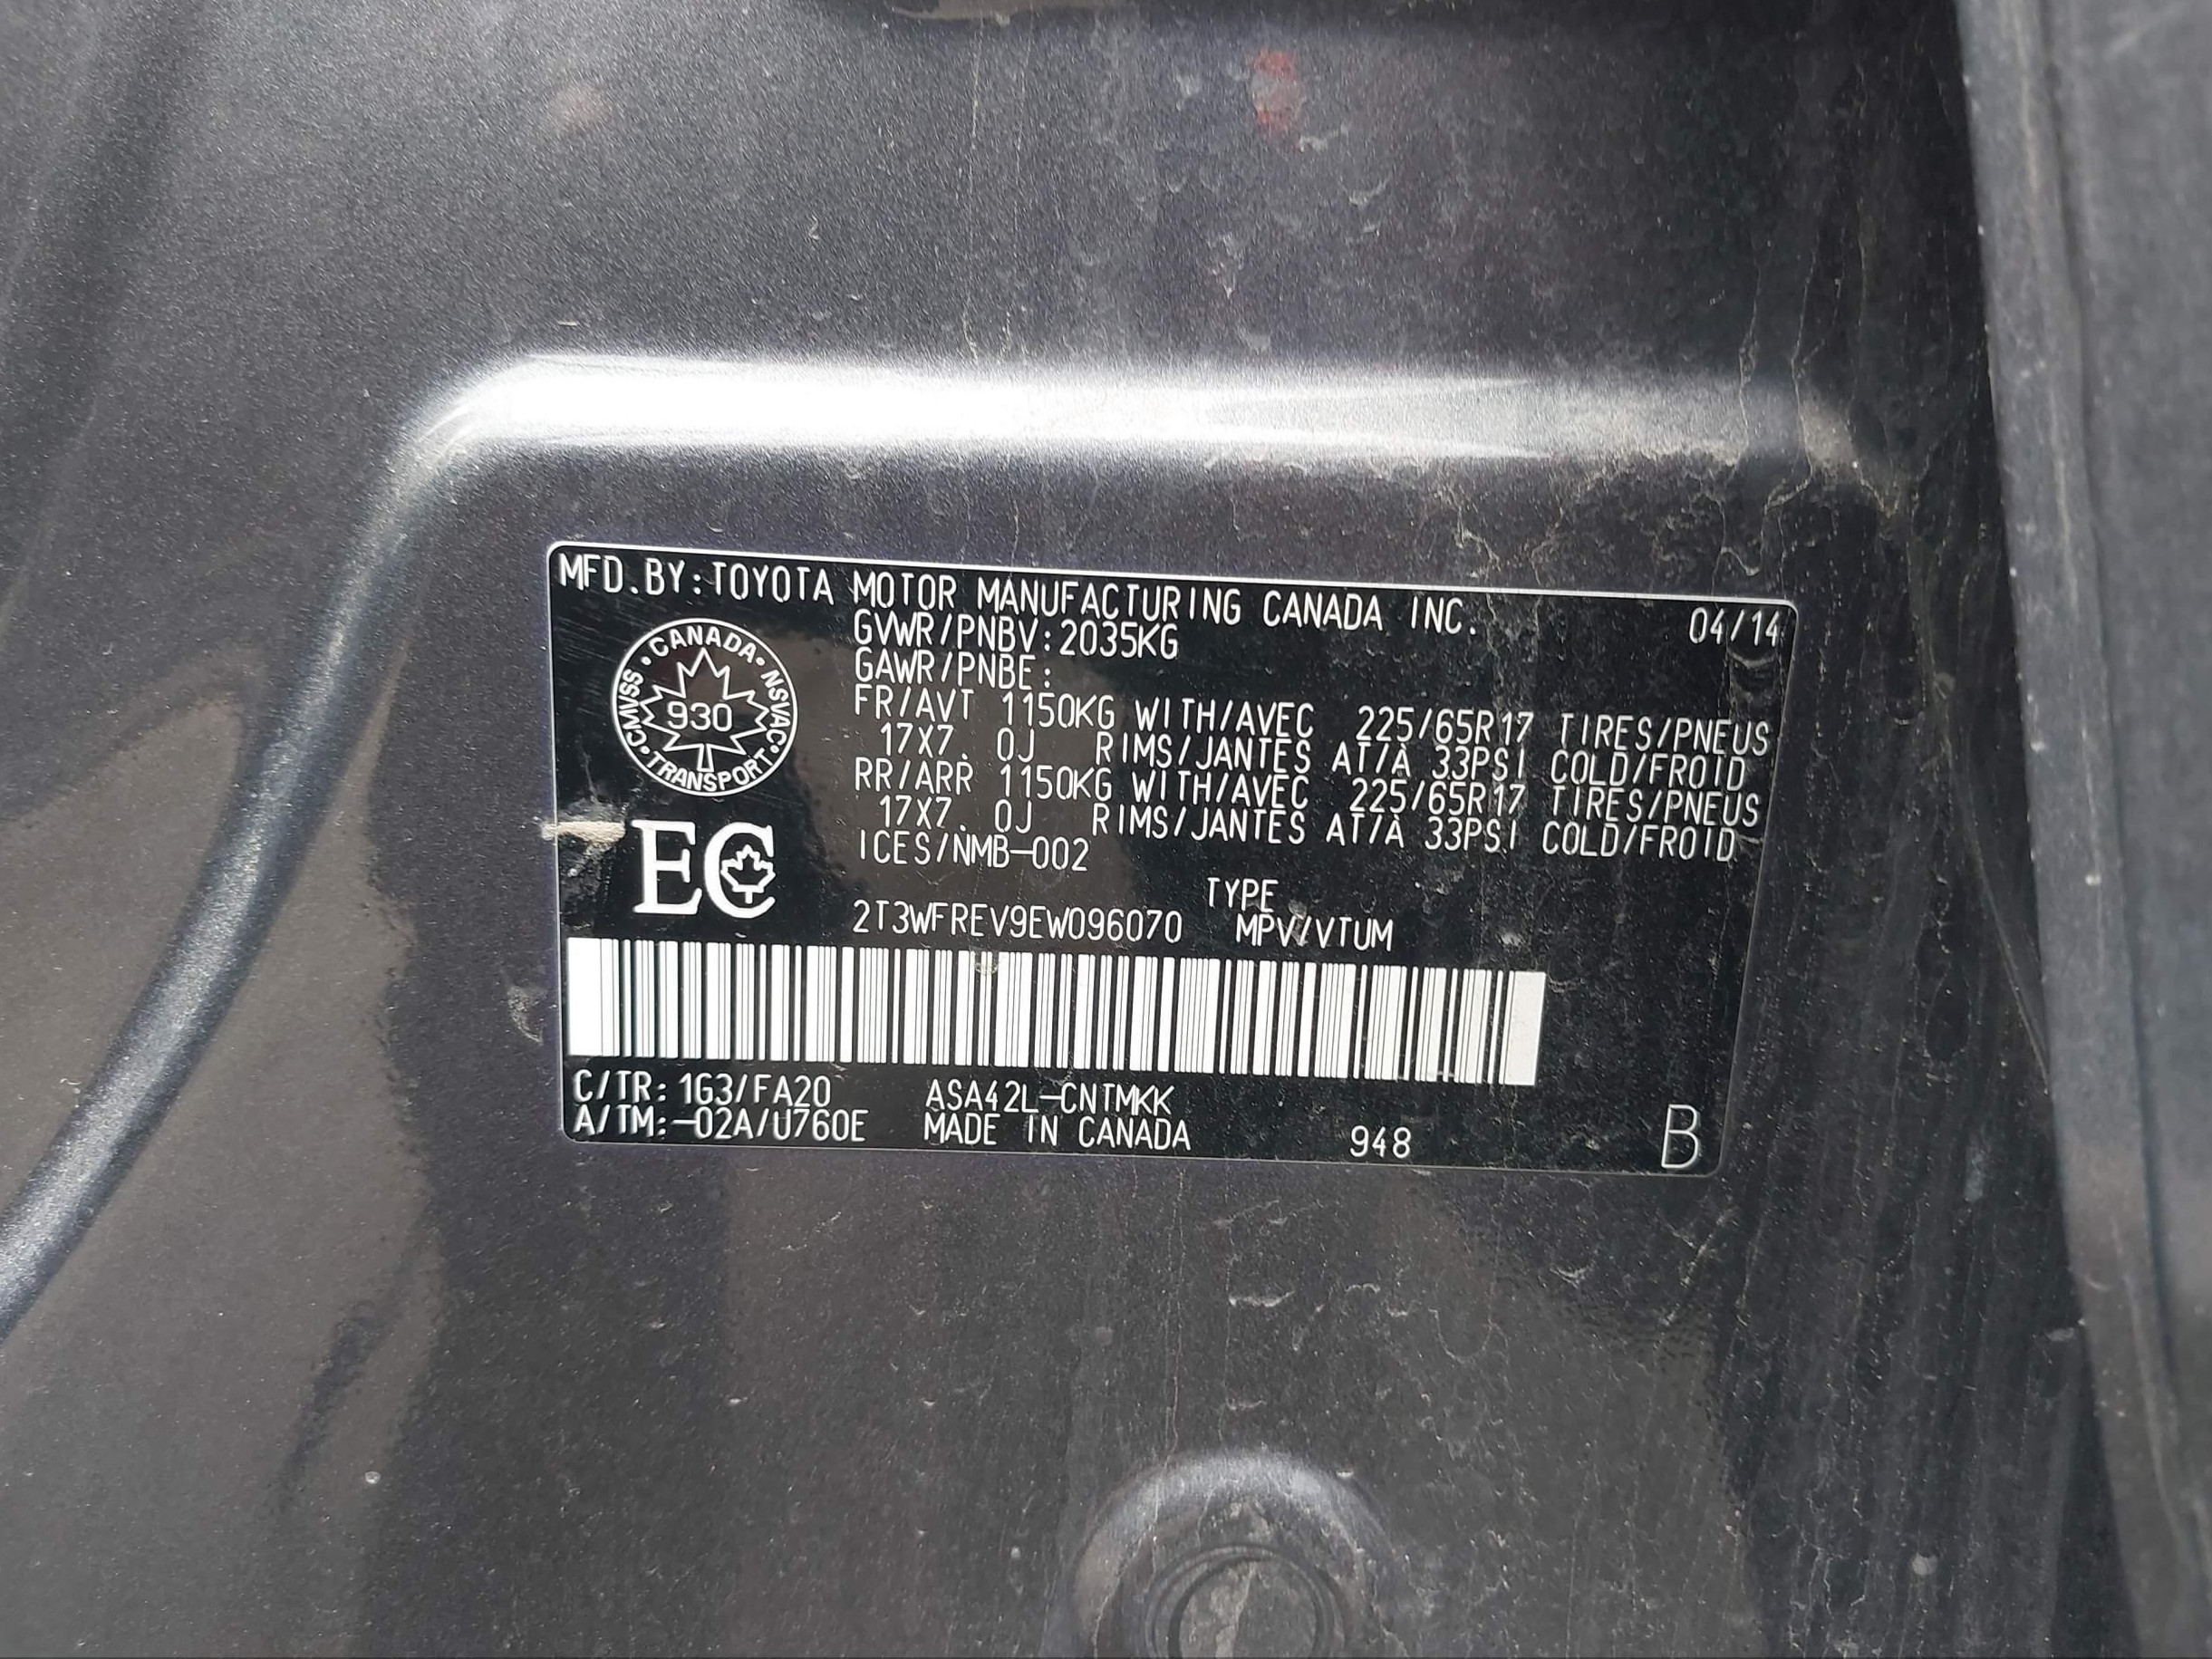 MFD.BY:TOYOTA MOTOR MANUFACTURING CANADA INC. 04/14
GVWR/PNBV:2035KG
GAWR/PNBE:
FR/AVT 1150KG WITH/AVEC 225/65R17 TIRES/PNEUS
17X7. 0J RIMS/JANTES AT/À 33PSI COLD/FROID
RR/ARR 1150KG WITH/AVEC 225/65R17 TIRES/PNEUS
17X7. 0J RIMS/JANTES AT/À 33PSI COLD/FROID
ICES/NMB-002
CANADA • NSVAC • TRANSPORT • CMVSS •
930
EC
TYPE
2T3WFREV9EW096070 MPV/VTUM
C/TR: 1G3/FA20 ASA42L-CNTMKK
A/TM:-02A/U760E MADE IN CANADA 948 B